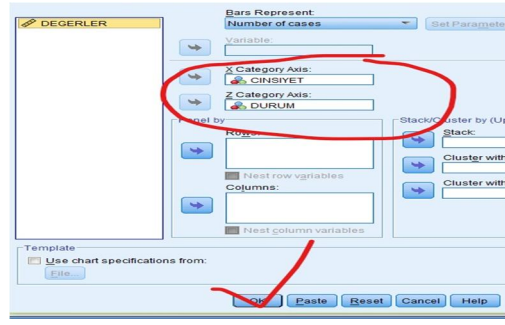 Bars Represent:
DEGERLER
Number of cases
Set Paramete
Variable:
X Category Axis:
CINSIYET
Z Category Axis:
DURUM
Panel by
Rows:
Nest row variables
Columns:
Nest column variables
Stack/Cluster by (Up
Stack:
Cluster with
Cluster with
Template
Use chart specifications from:
File...
OK
Paste
Reset
Cancel
Help